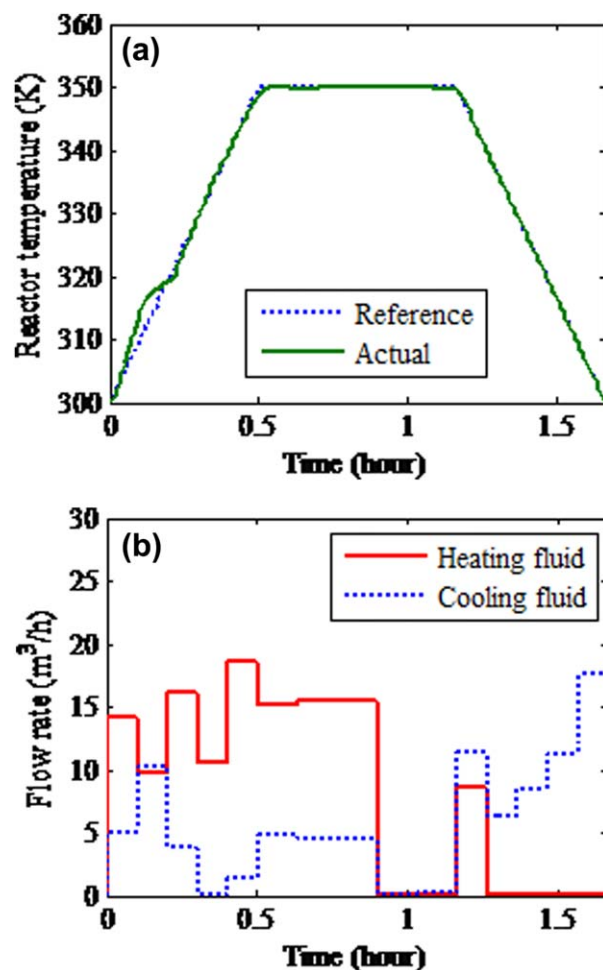 (a)
Reactor temperature (K)
360
350
340
330
320
310
300
Reference
Actual
0
0.5
1
1.5
Time (hour)
(b)
Flow rate (m³/h)
30
25
20
15
10
5
0
Heating fluid
Cooling fluid
0
0.5
1
1.5
Time (hour)